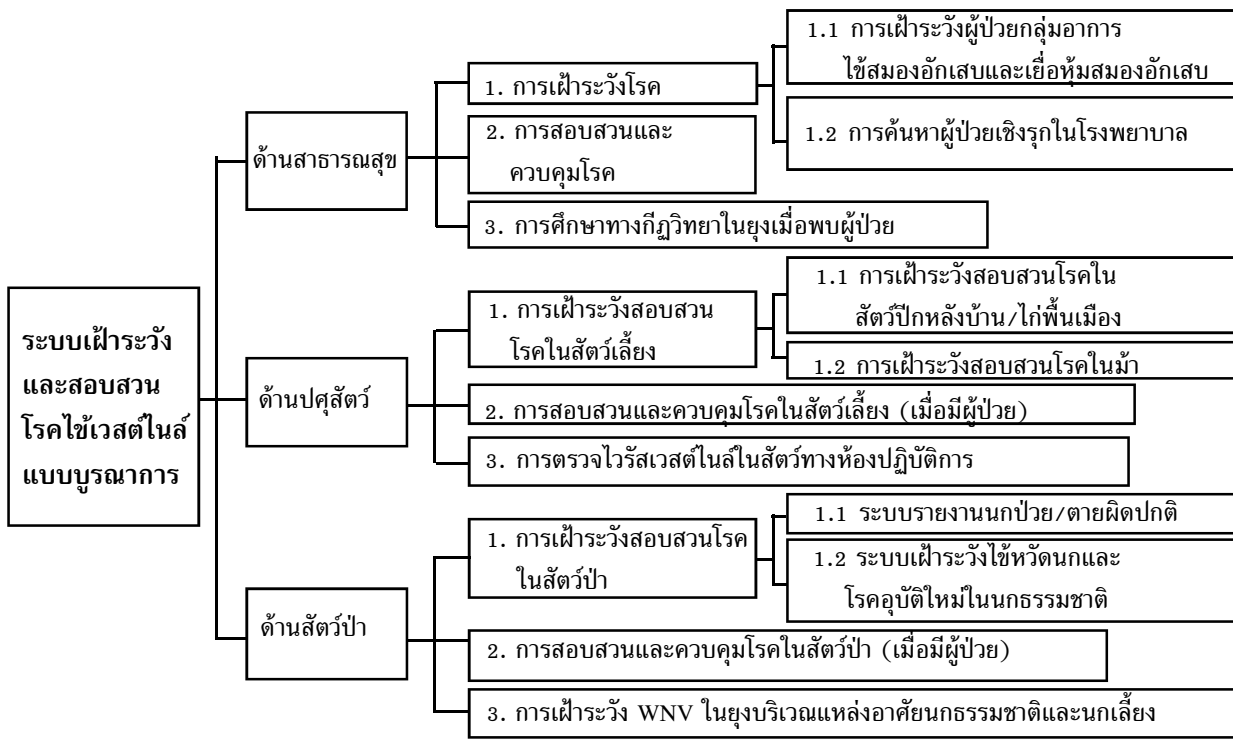 ระบบเฝ้าระวัง
และสอบสวน
โรคไข้เวสต์ไนล์
แบบบูรณาการ
ด้านสาธารณสุข
1. การเฝ้าระวังโรค
1.1 การเฝ้าระวังผู้ป่วยกลุ่มอาการ
ไข้สมองอักเสบและเยื่อหุ้มสมองอักเสบ
1.2 การค้นหาผู้ป่วยเชิงรุกในโรงพยาบาล
2. การสอบสวนและ
ควบคุมโรค
3. การศึกษาทางกีฏวิทยาในยุงเมื่อพบผู้ป่วย
ด้านปศุสัตว์
1. การเฝ้าระวังสอบสวน
โรคในสัตว์เลี้ยง
1.1 การเฝ้าระวังสอบสวนโรคใน
สัตว์ปีกหลังบ้าน/ไก่พื้นเมือง
1.2 การเฝ้าระวังสอบสวนโรคในม้า
2. การสอบสวนและควบคุมโรคในสัตว์เลี้ยง (เมื่อมีผู้ป่วย)
3. การตรวจไวรัสเวสต์ไนล์ในสัตว์ทางห้องปฏิบัติการ
ด้านสัตว์ป่า
1. การเฝ้าระวังสอบสวนโรค
ในสัตว์ป่า
1.1 ระบบรายงานนกป่วย/ตายผิดปกติ
1.2 ระบบเฝ้าระวังไข้หวัดนกและ
โรคอุบัติใหม่ในนกธรรมชาติ
2. การสอบสวนและควบคุมโรคในสัตว์ป่า (เมื่อมีผู้ป่วย)
3. การเฝ้าระวัง WNV ในยุงบริเวณแหล่งอาศัยนกธรรมชาติและนกเลี้ยง